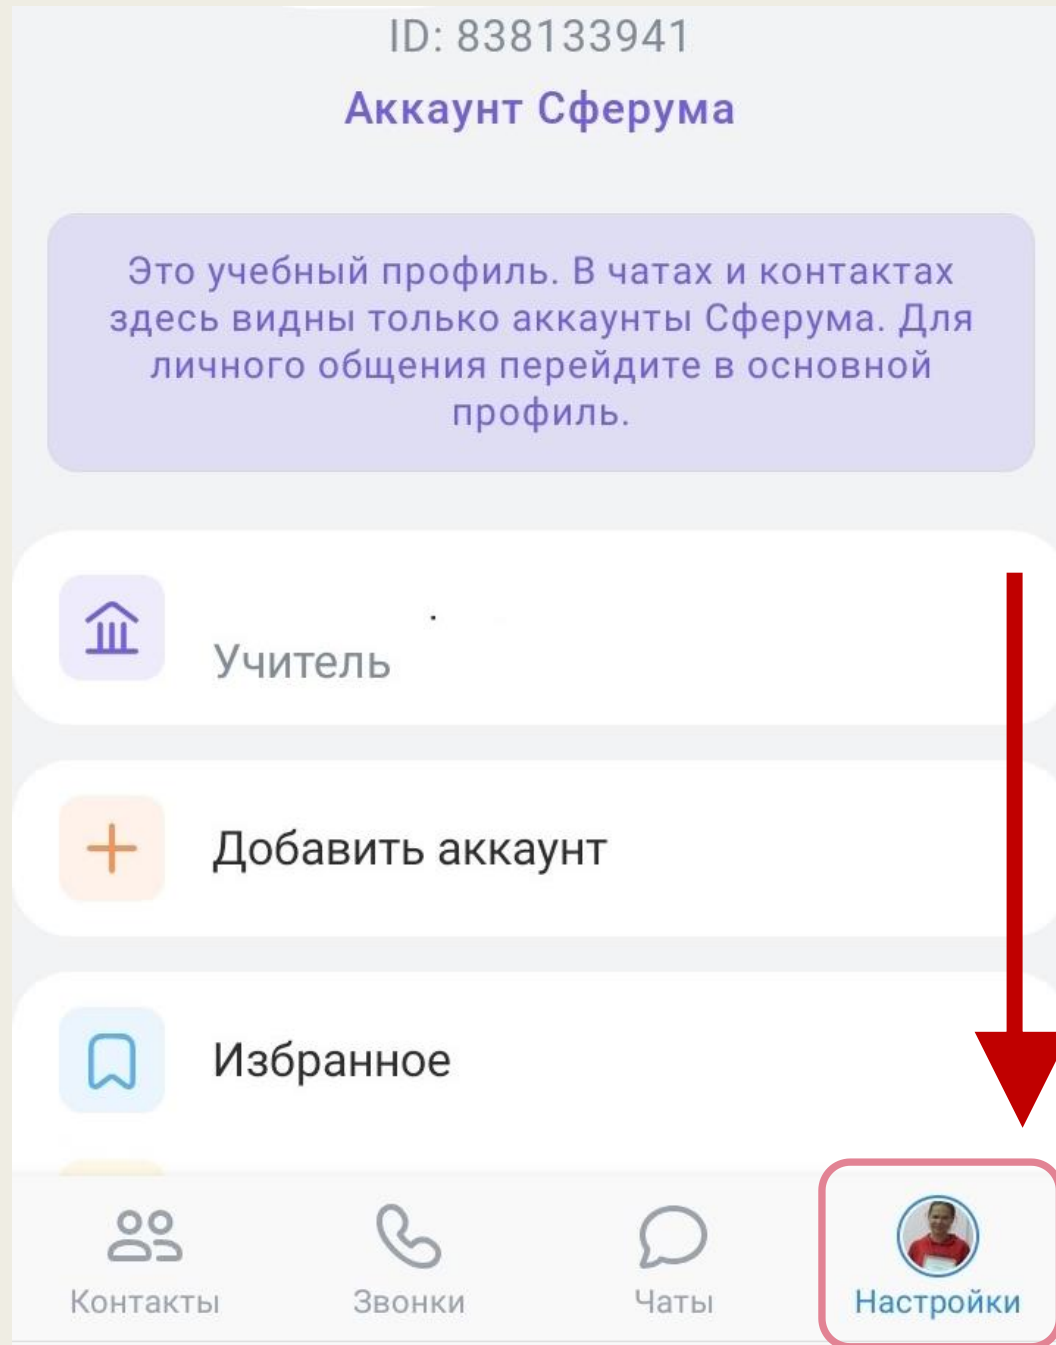 ID: 838133941
Аккаунт Сферума
Это учебный профиль. В чатах и контактах
здесь видны только аккаунты Сферума. Для
личного общения перейдите в основной
профиль.
Учитель
Добавить аккаунт
Избранное
Контакты
Звонки
Чаты
Настройки